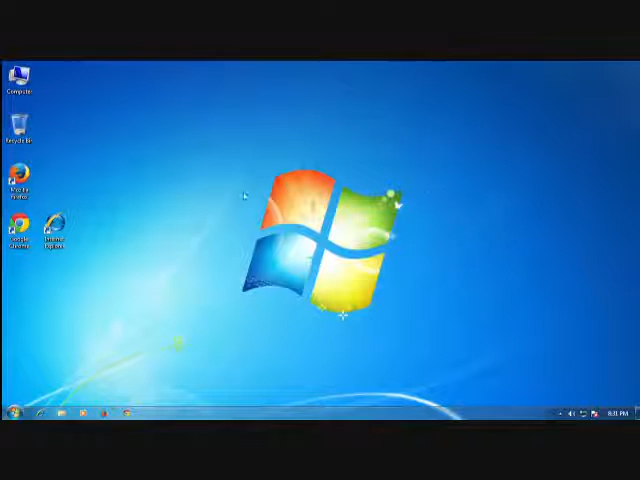 Computer
Recycle Bin
Mozilla
Firefox
Google
Chrome
Internet
Explorer
8:31 PM